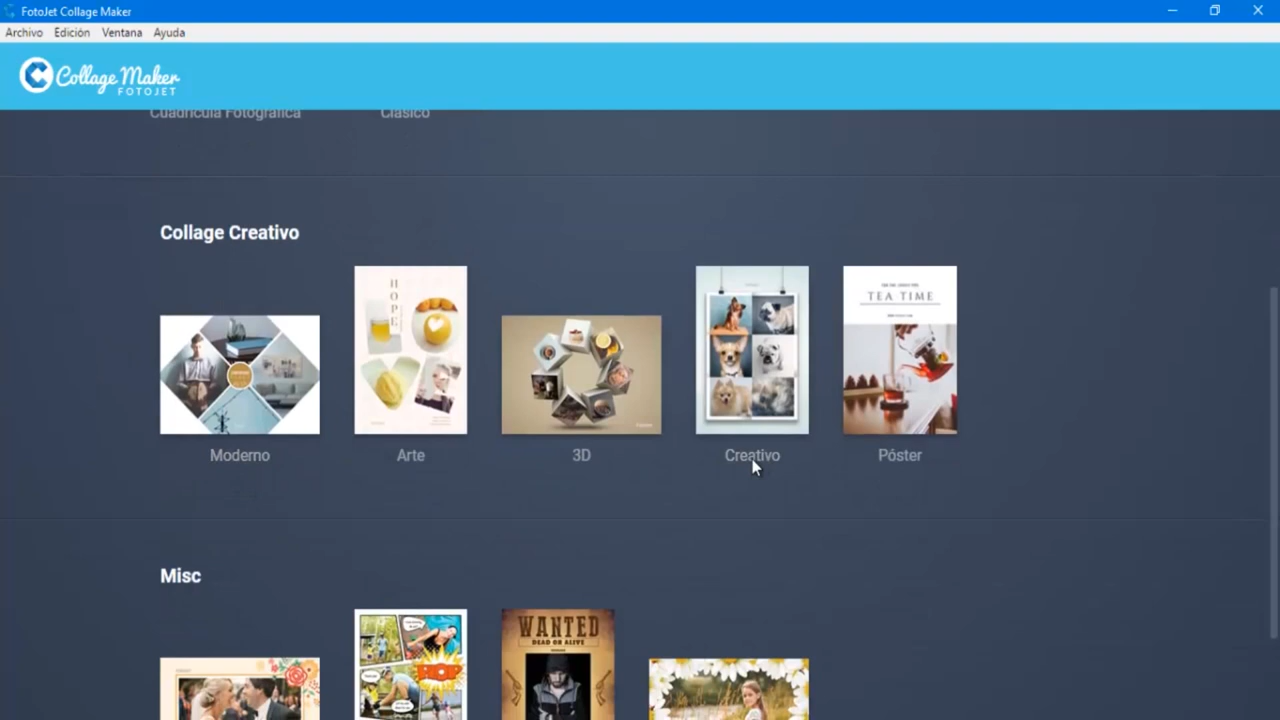 FotoJet Collage Maker
Archivo Edición Ventana Ayuda
Collage Maker
FOTOJET
Cuadrícula Fotográfica Clásico
Collage Creativo
HOPE
TEA TIME
Moderno Arte 3D Creativo Póster
Misc
WANTED
DEAD OR ALIVE